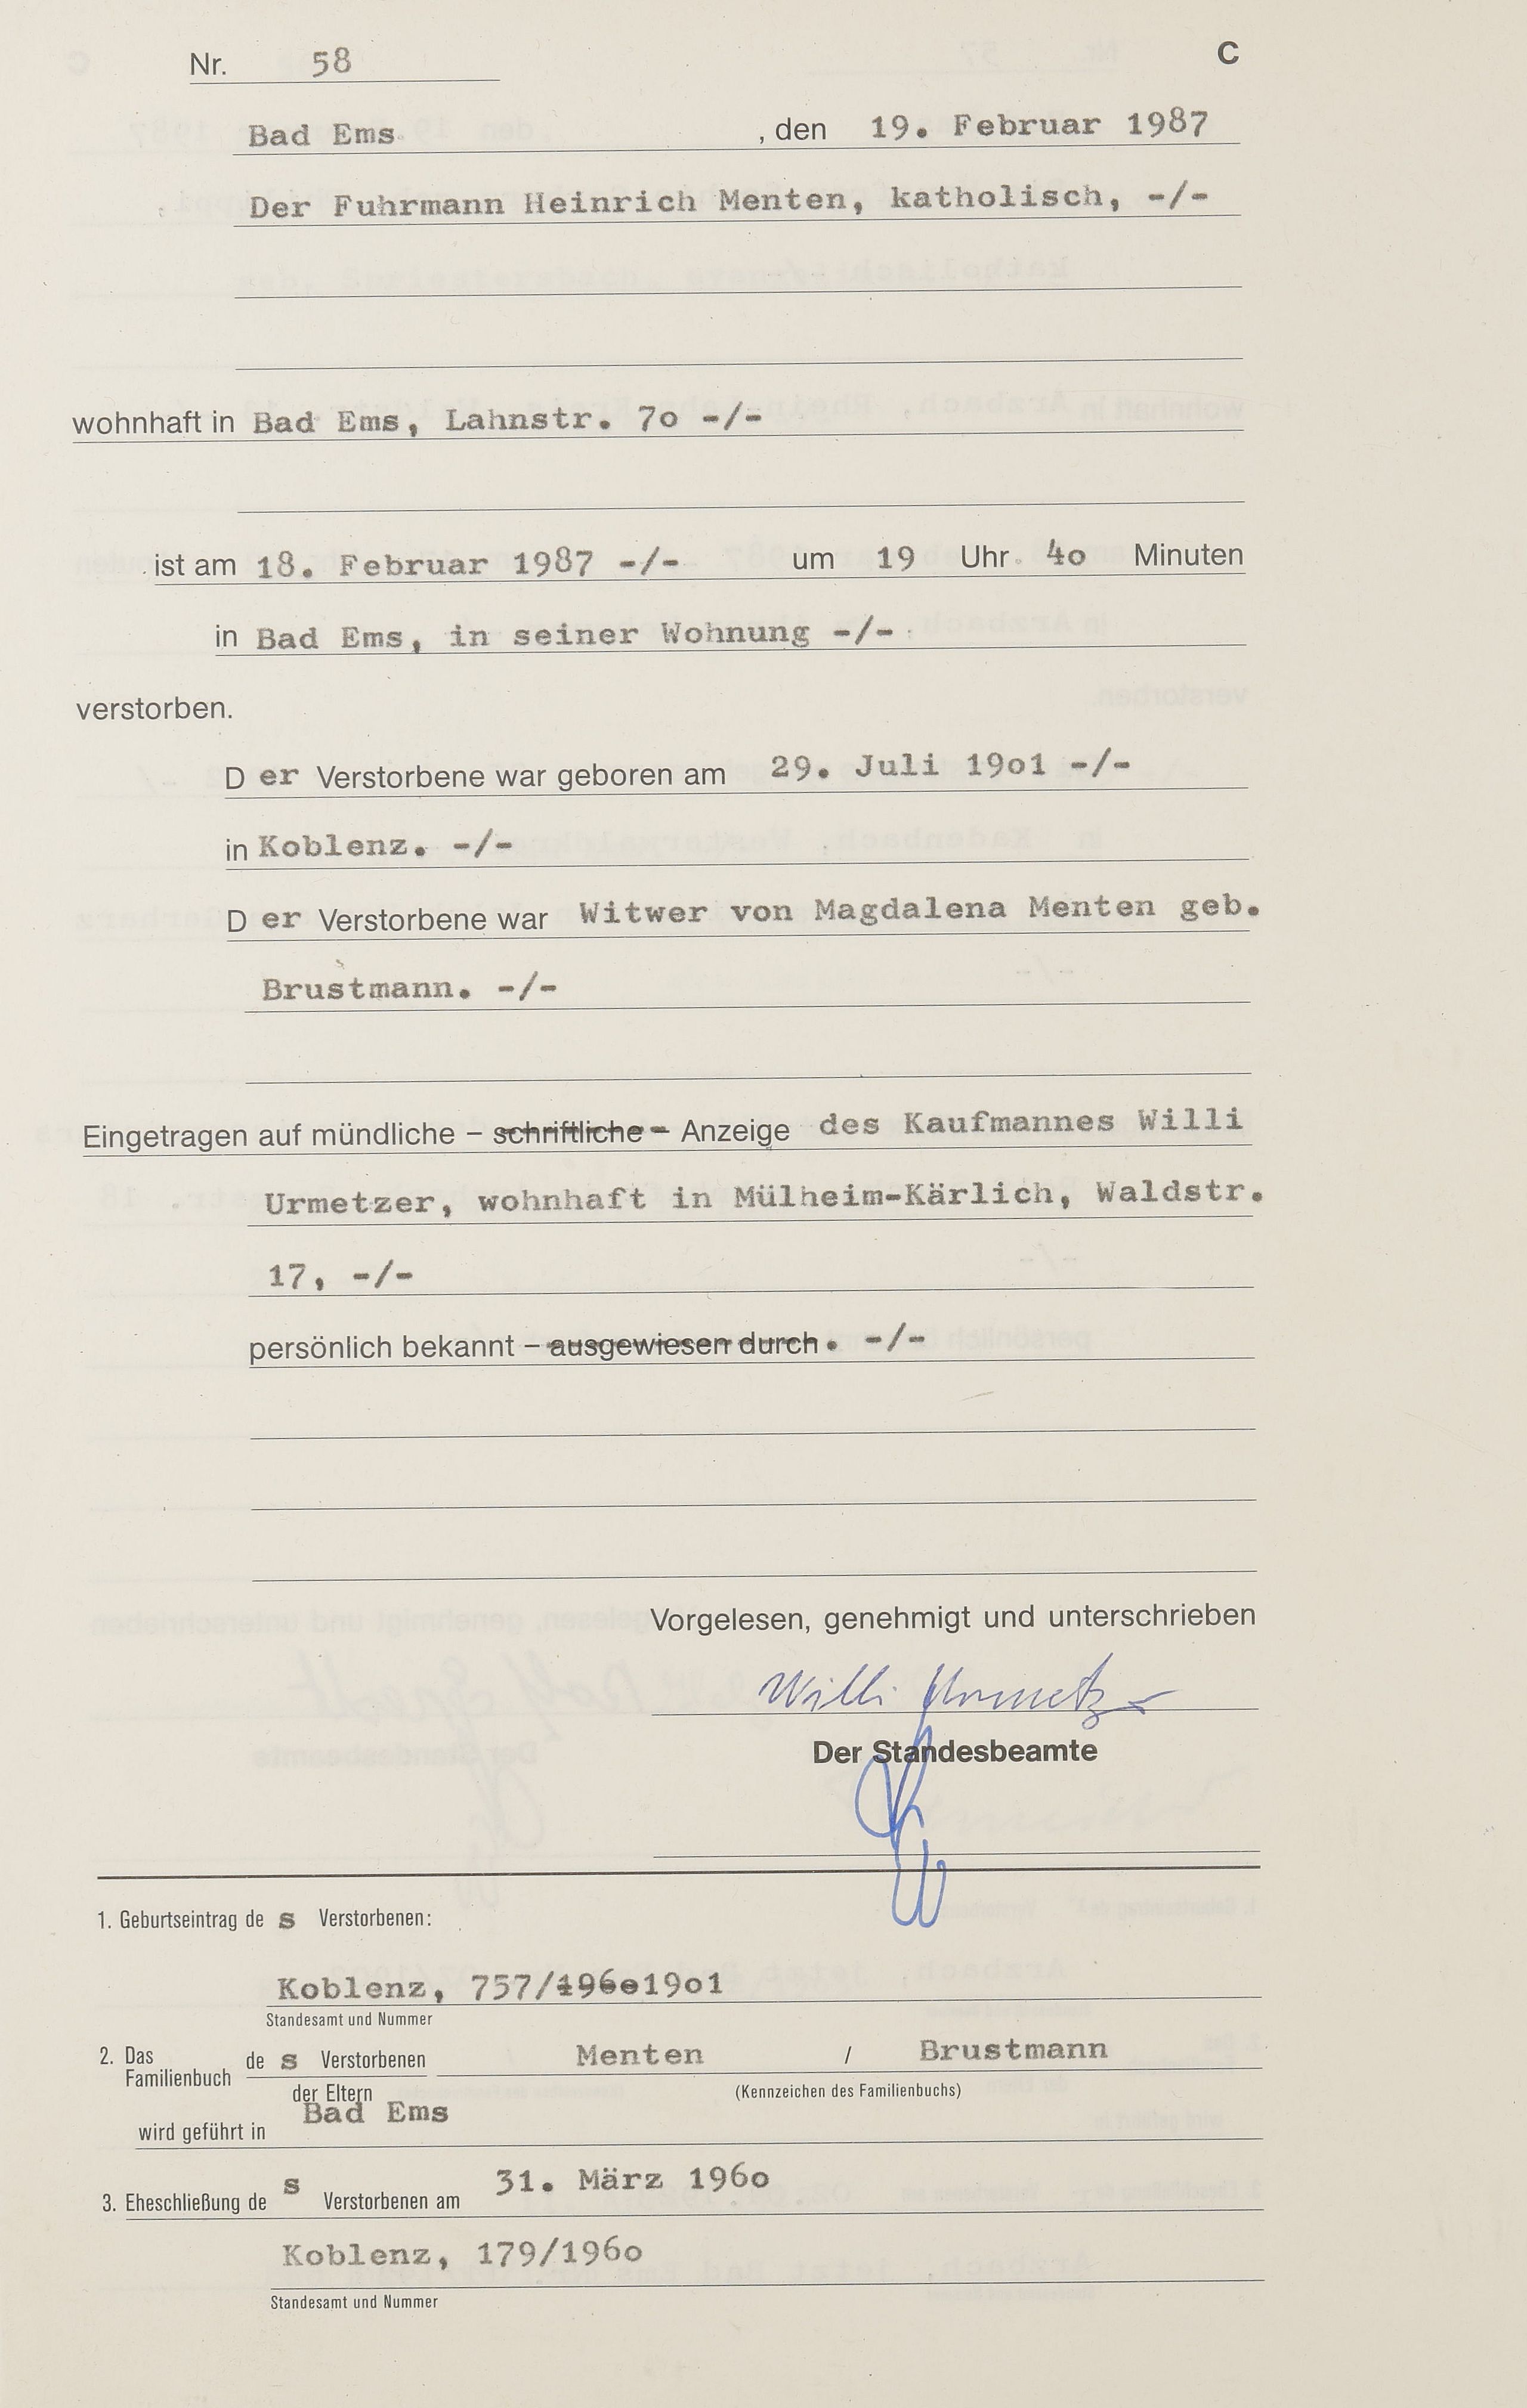 Nr. 58 C
Bad Ems , den 19. Februar 1987
Der Fuhrmann Heinrich Menten, katholisch, -/-
wohnhaft in Bad Ems, Lahnstr. 7o -/-
ist am 18. Februar 1987 -/- um 19 Uhr 4o Minuten
in Bad Ems, in seiner Wohnung -/-
verstorben.
D er Verstorbene war geboren am 29. Juli 19o1 -/-
in Koblenz. -/-
D er Verstorbene war Witwer von Magdalena Menten geb.
Brustmann. -/-
Eingetragen auf mündliche – schriftliche – Anzeige des Kaufmannes Willi
Urmetzer, wohnhaft in Mülheim-Kärlich, Waldstr.
17, -/-
persönlich bekannt – ausgewiesen durch . -/-
Vorgelesen, genehmigt und unterschrieben
Willi Urmetzer
Der Standesbeamte
1. Geburtseintrag de s Verstorbenen:
Koblenz, 757/196o19o1
Standesamt und Nummer
2. Das Familienbuch de s Verstorbenen Menten / Brustmann
der Eltern (Kennzeichen des Familienbuchs)
wird geführt in Bad Ems
3. Eheschließung de s Verstorbenen am 31. März 196o
Koblenz, 179/196o
Standesamt und Nummer